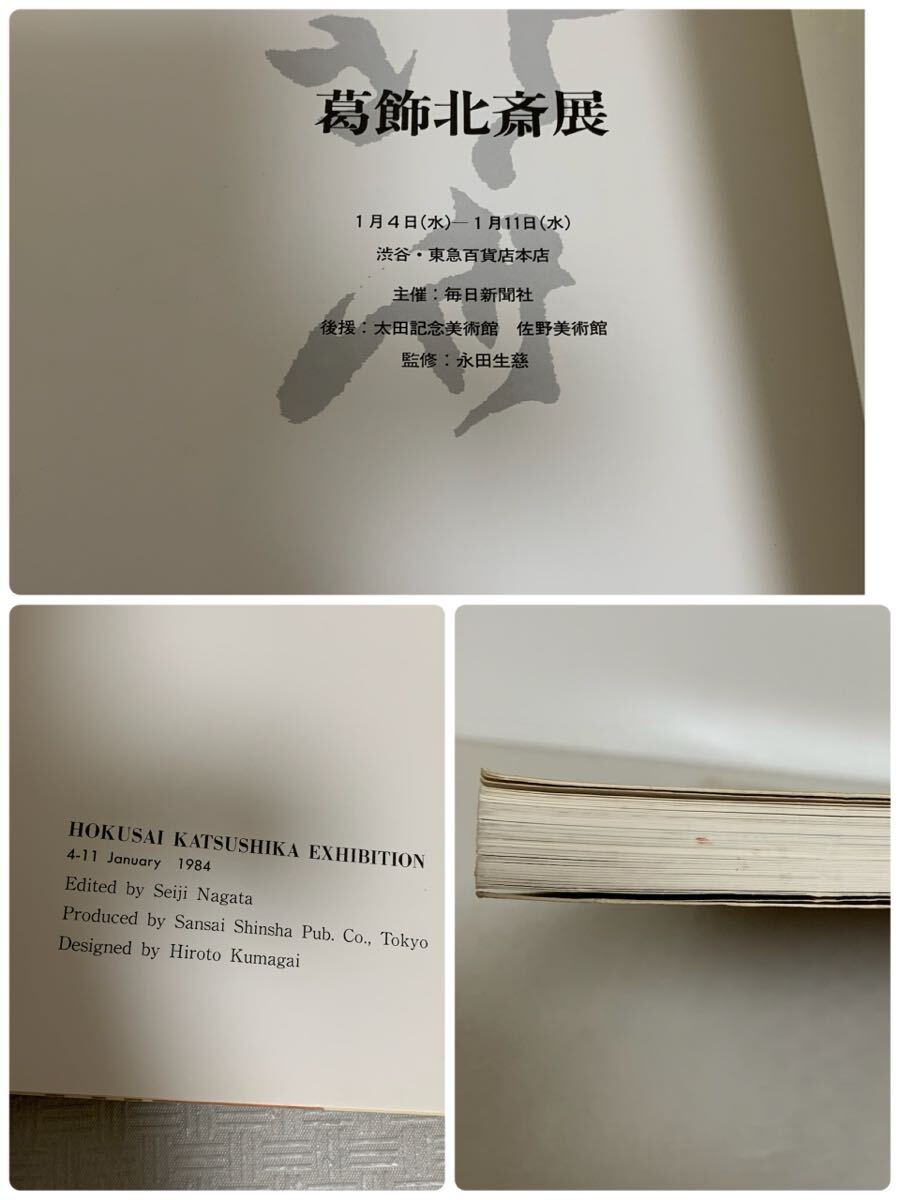 葛飾北斎展
1月4日(水)―1月11日(水)
渋谷・東急百貨店本店
主催：毎日新聞社
後援：太田記念美術館 佐野美術館
監修：永田生慈
HOKUSAI KATSUSHIKA EXHIBITION
4-11 January 1984
Edited by Seiji Nagata
Produced by Sansai Shinsha Pub. Co., Tokyo
Designed by Hiroto Kumagai